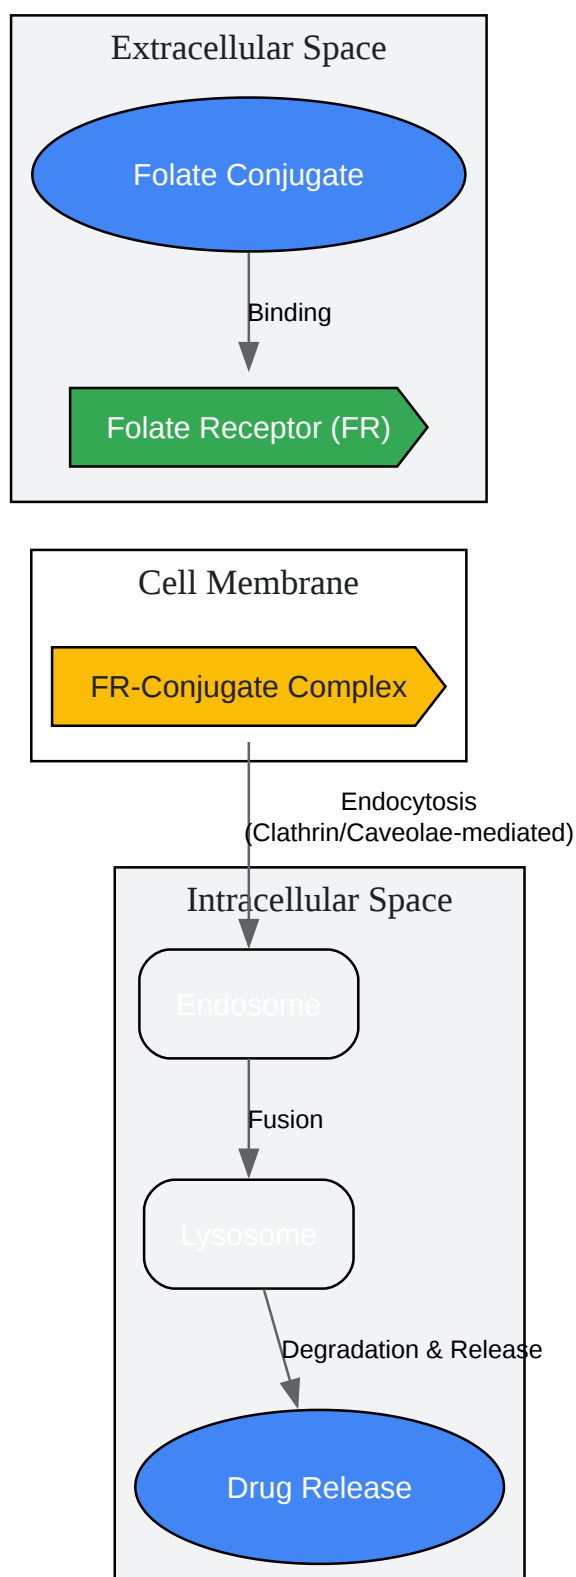 Extracellular Space
Folate Conjugate
Binding
Folate Receptor (FR)
Cell Membrane
FR-Conjugate Complex
Endocytosis
(Clathrin/Caveolae-mediated)
Intracellular Space
Endosome
Fusion
Lysosome
Degradation & Release
Drug Release